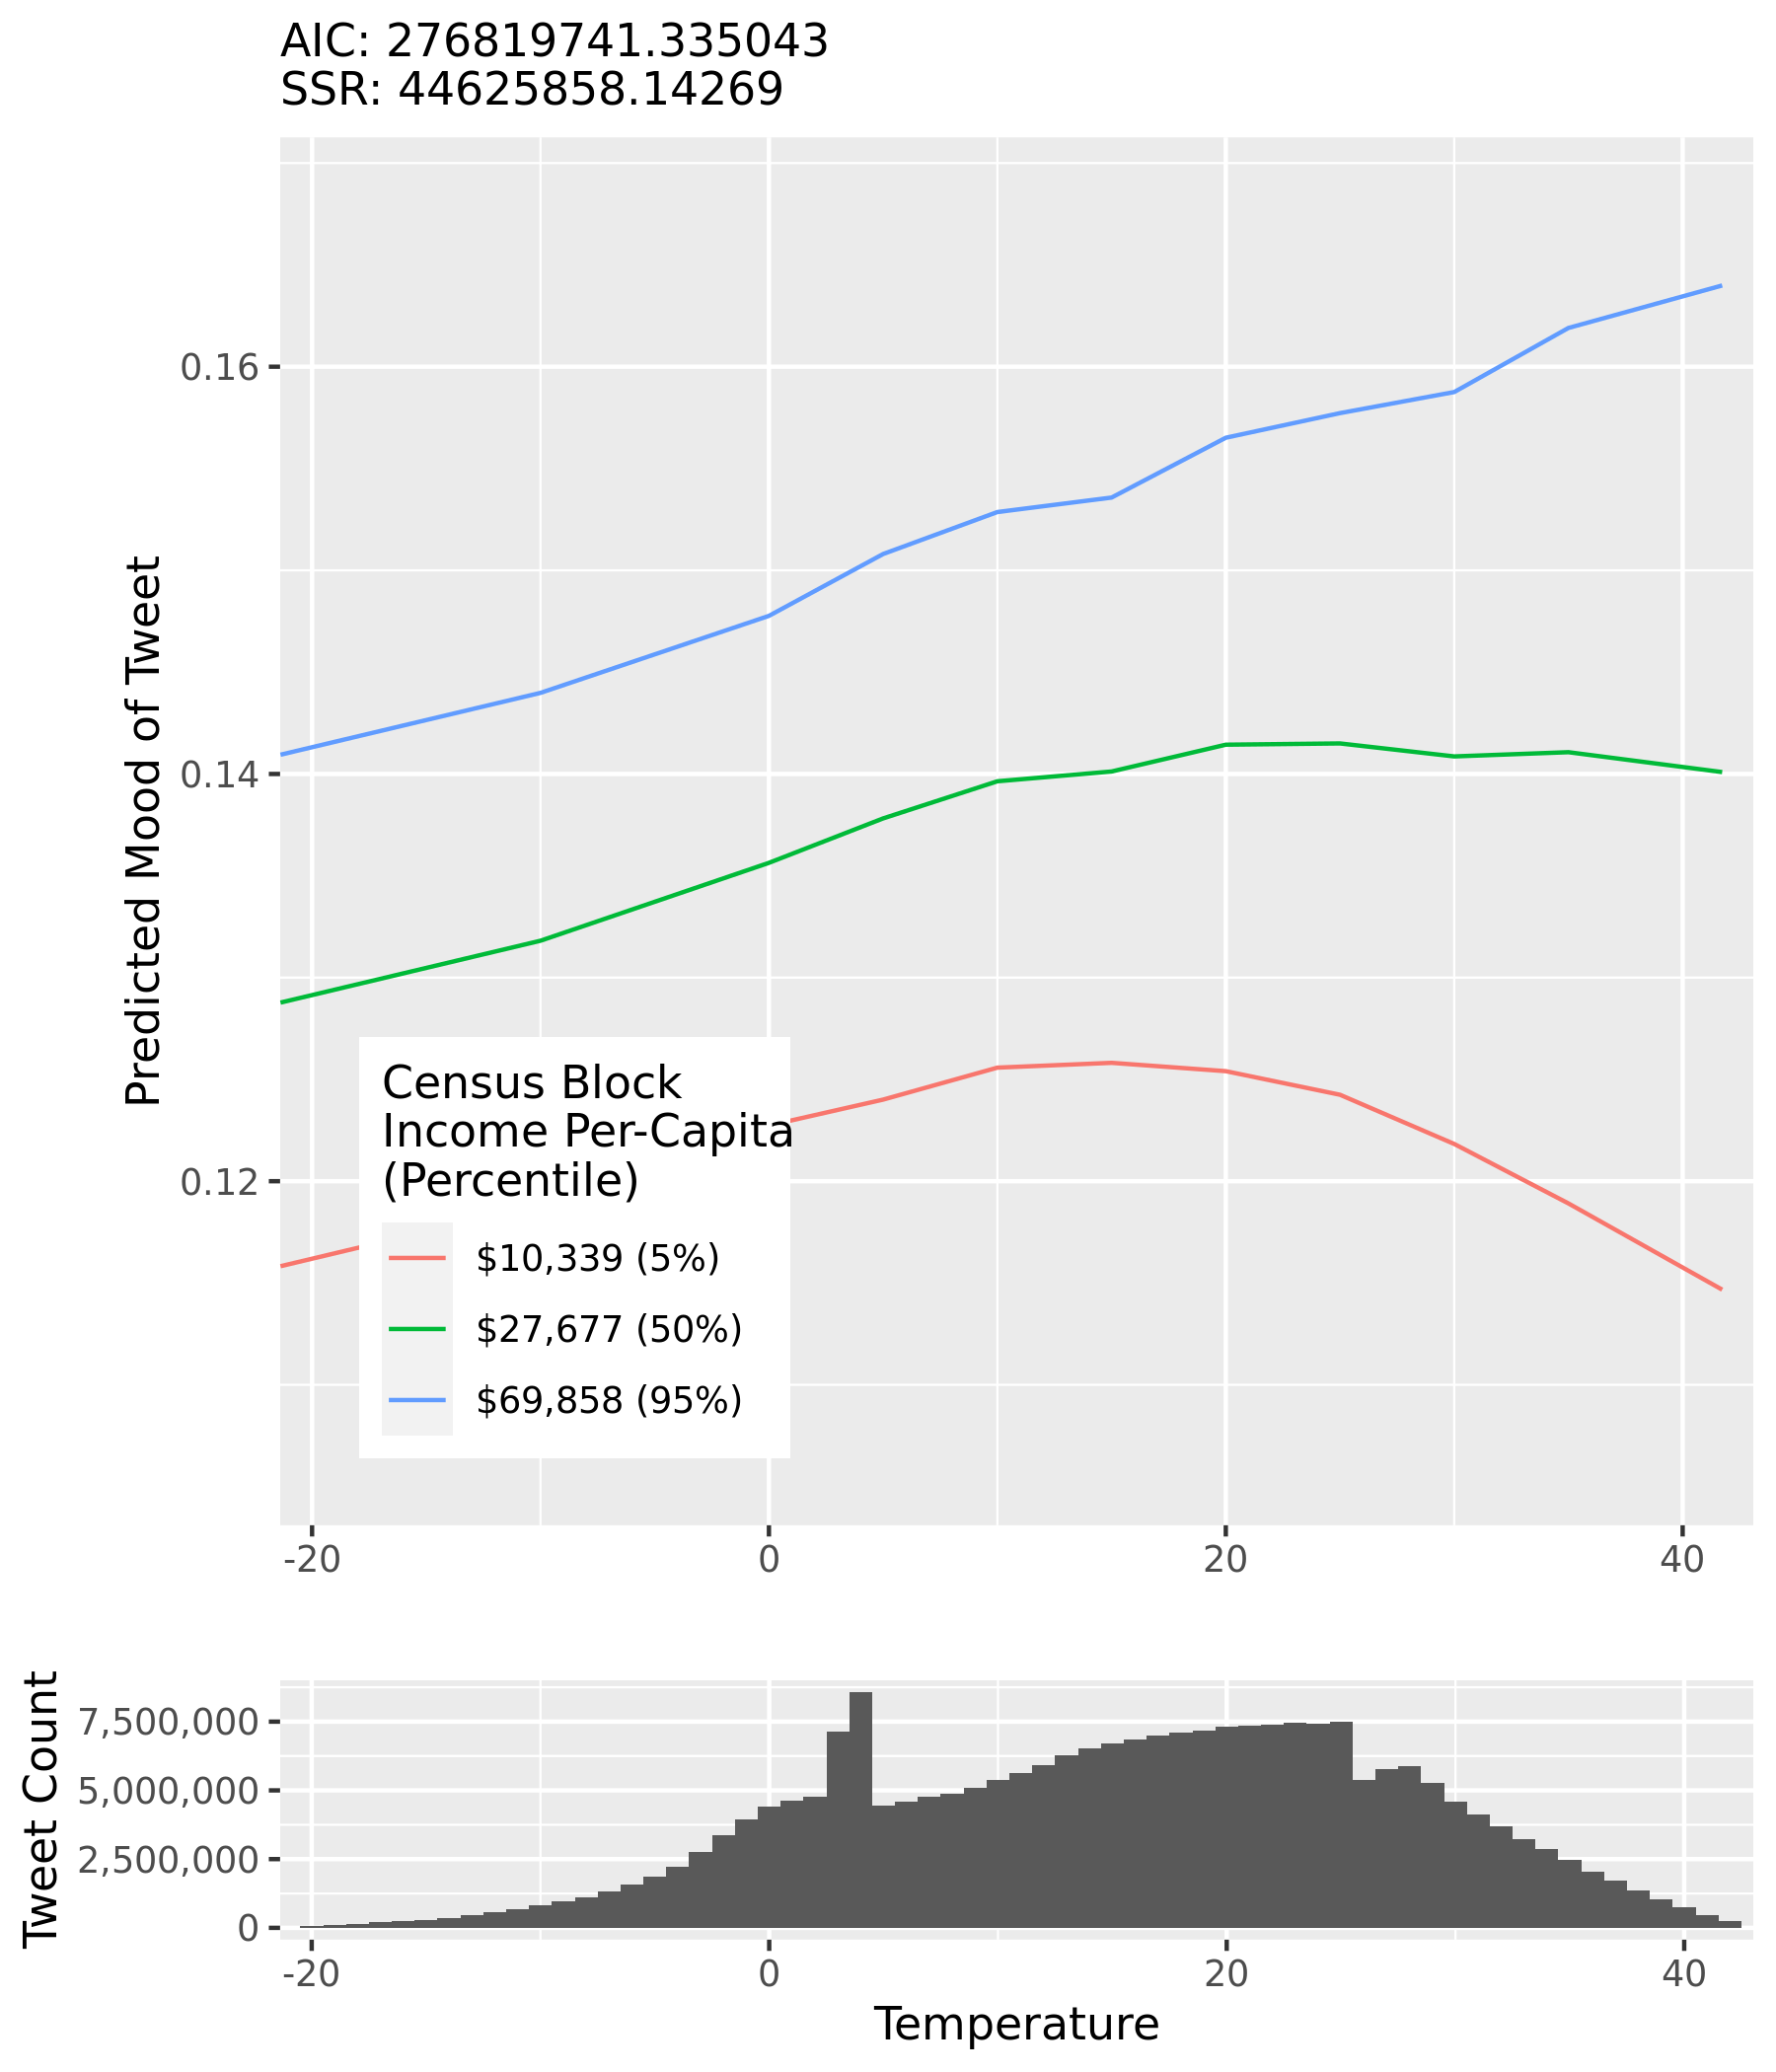 AIC: 276819741.335043
SSR: 44625858.14269
Predicted Mood of Tweet
0.16
0.14
0.12
Census Block
Income Per-Capita
(Percentile)
$10,339 (5%)
$27,677 (50%)
$69,858 (95%)
-20 0 20 40
Tweet Count
7,500,000
5,000,000
2,500,000
0
-20 0 20 40
Temperature